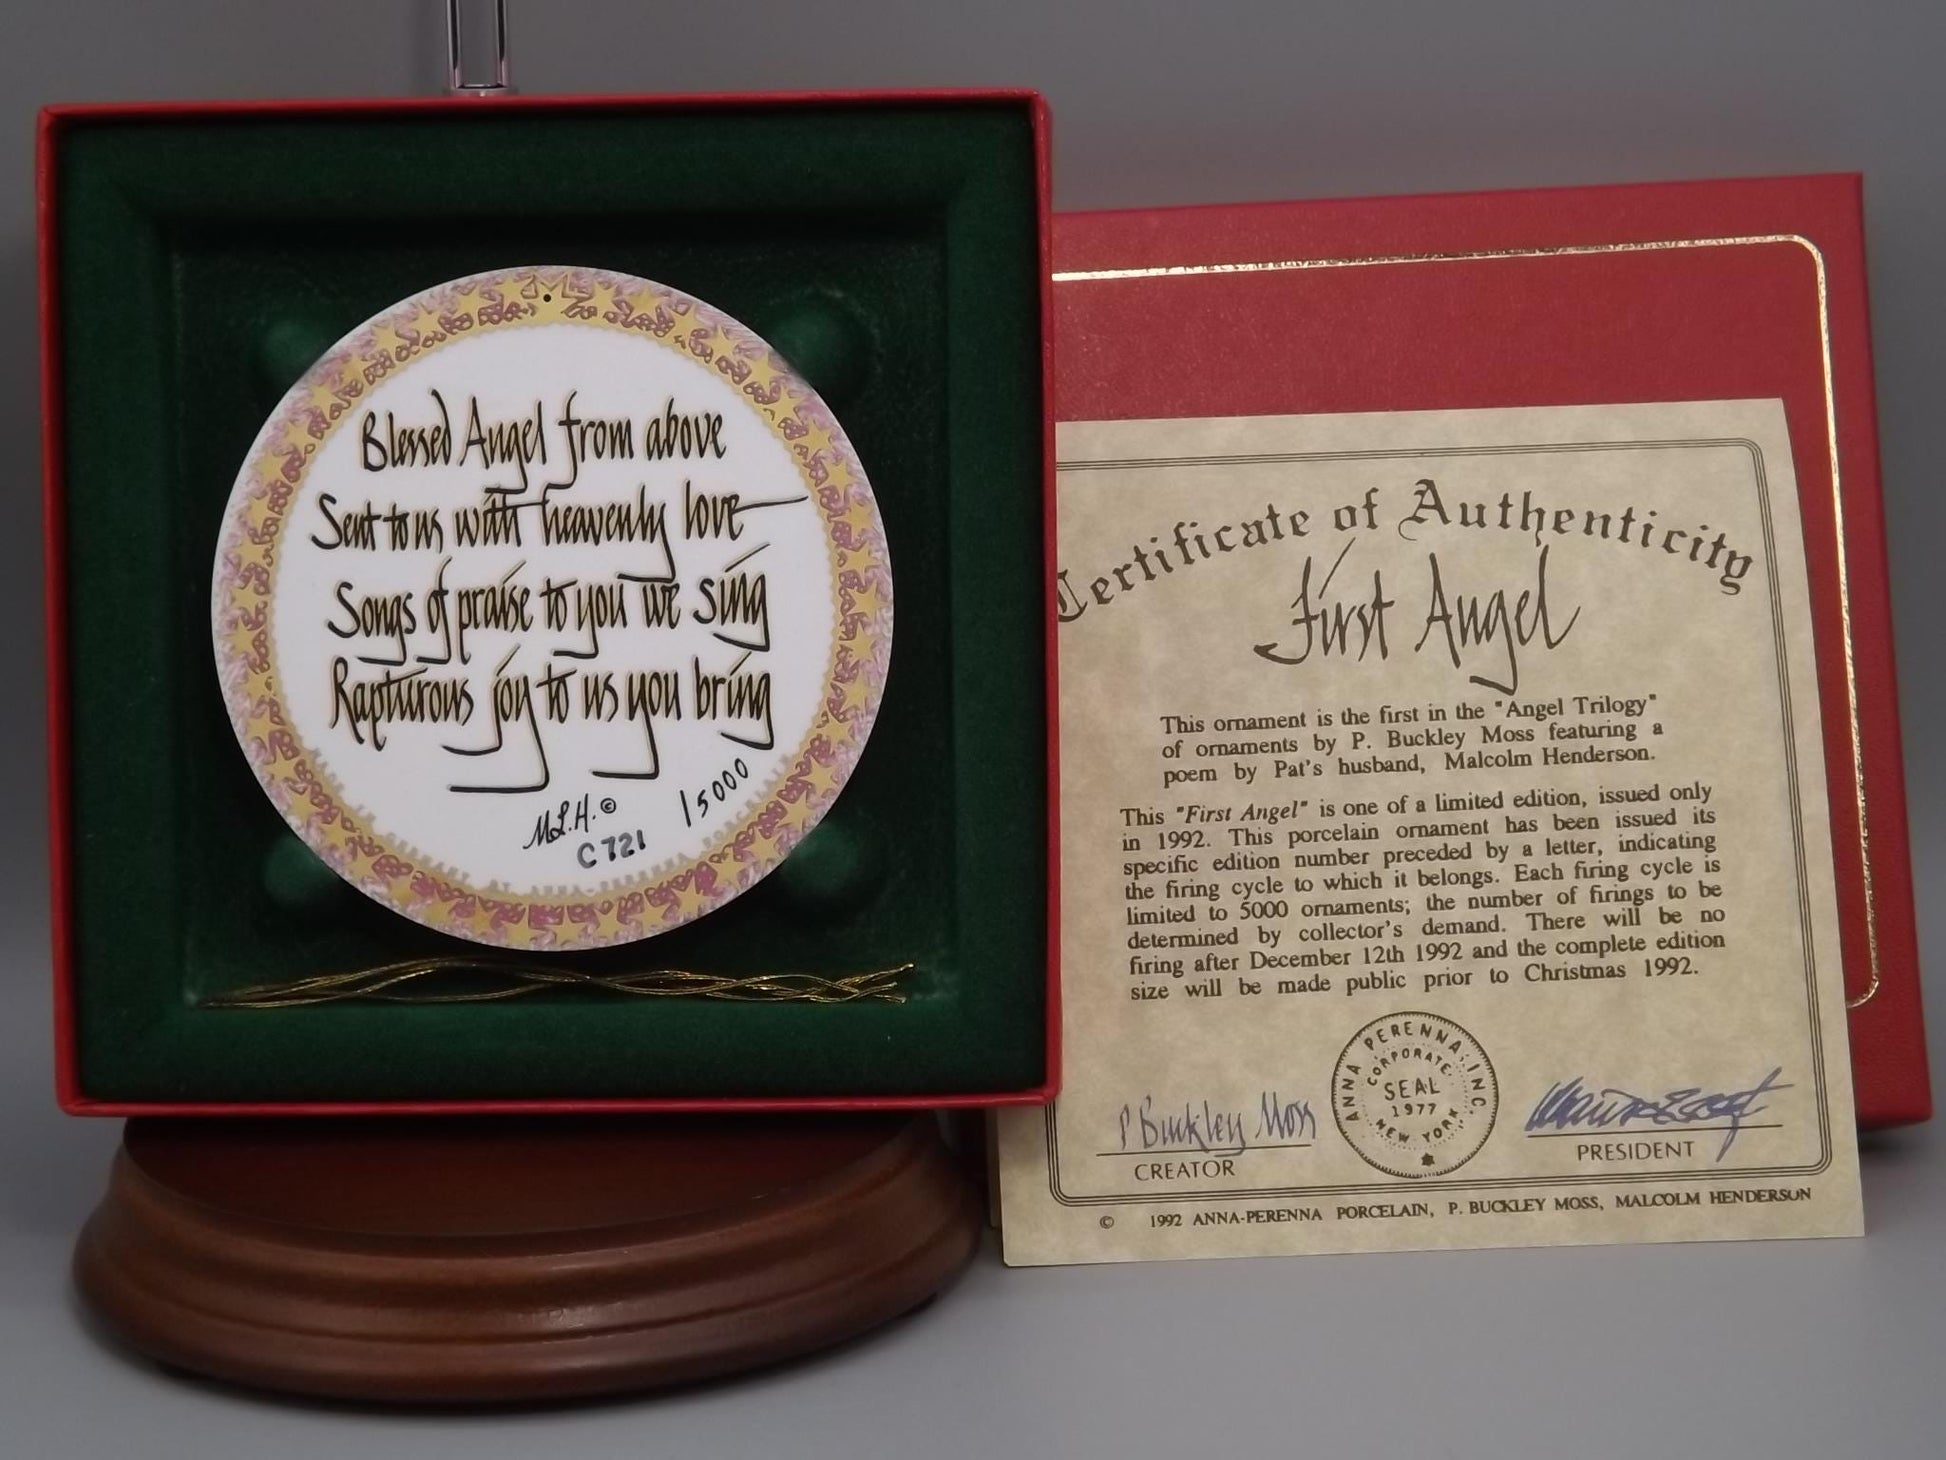 Blessed Angel from above
Sent to us with heavenly love
Songs of praise to you we sing
Rapturous joy to us you bring
M.L.H. ©
C721 / 5000
Certificate of Authenticity
First Angel
This ornament is the first in the "Angel Trilogy"
of ornaments by P. Buckley Moss featuring a
poem by Pat's husband, Malcolm Henderson.
This "First Angel" is one of a limited edition, issued only
in 1992. This porcelain ornament has been issued its
specific edition number preceded by a letter, indicating
the firing cycle to which it belongs. Each firing cycle is
limited to 5000 ornaments; the number of firings to be
determined by collector's demand. There will be no
firing after December 12th 1992 and the complete edition
size will be made public prior to Christmas 1992.
ANNA PERENNA, INC.
CORPORATE
SEAL
1977
NEW YORK
P Buckley Moss
CREATOR
PRESIDENT
© 1992 ANNA-PERENNA PORCELAIN, P. BUCKLEY MOSS, MALCOLM HENDERSON